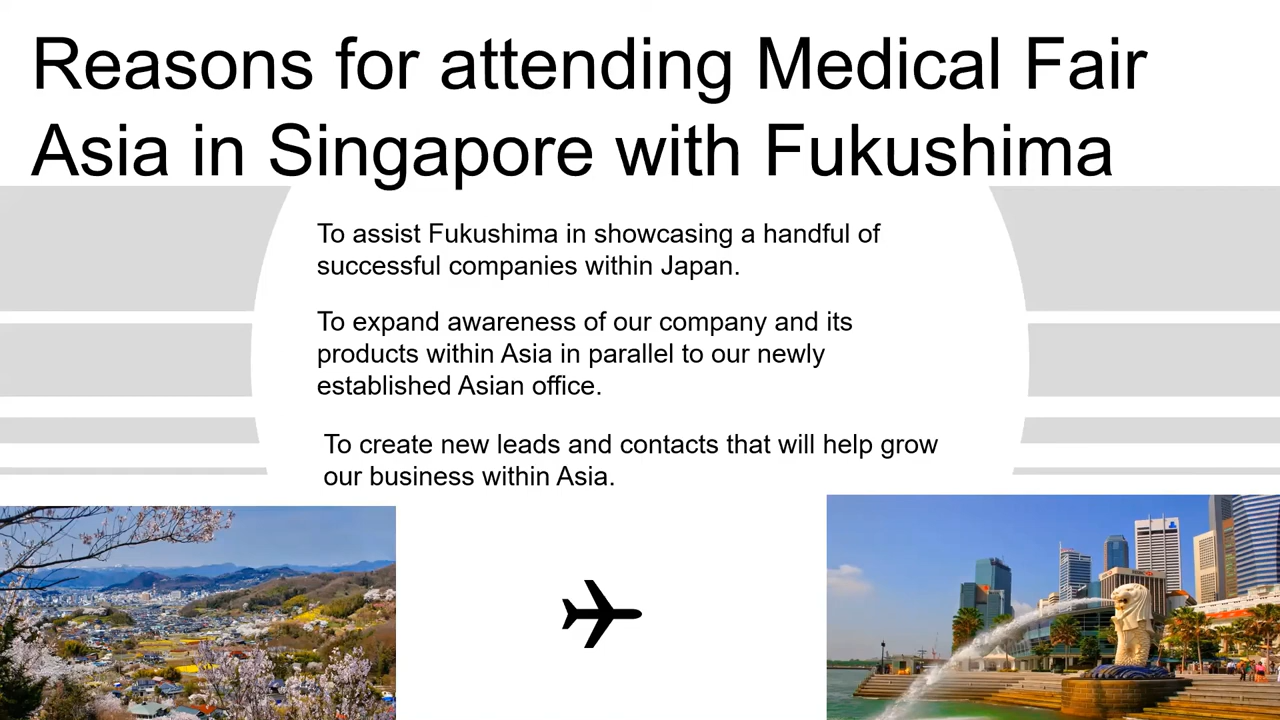 Reasons for attending Medical Fair
Asia in Singapore with Fukushima
To assist Fukushima in showcasing a handful of
successful companies within Japan.
To expand awareness of our company and its
products within Asia in parallel to our newly
established Asian office.
To create new leads and contacts that will help grow
our business within Asia.